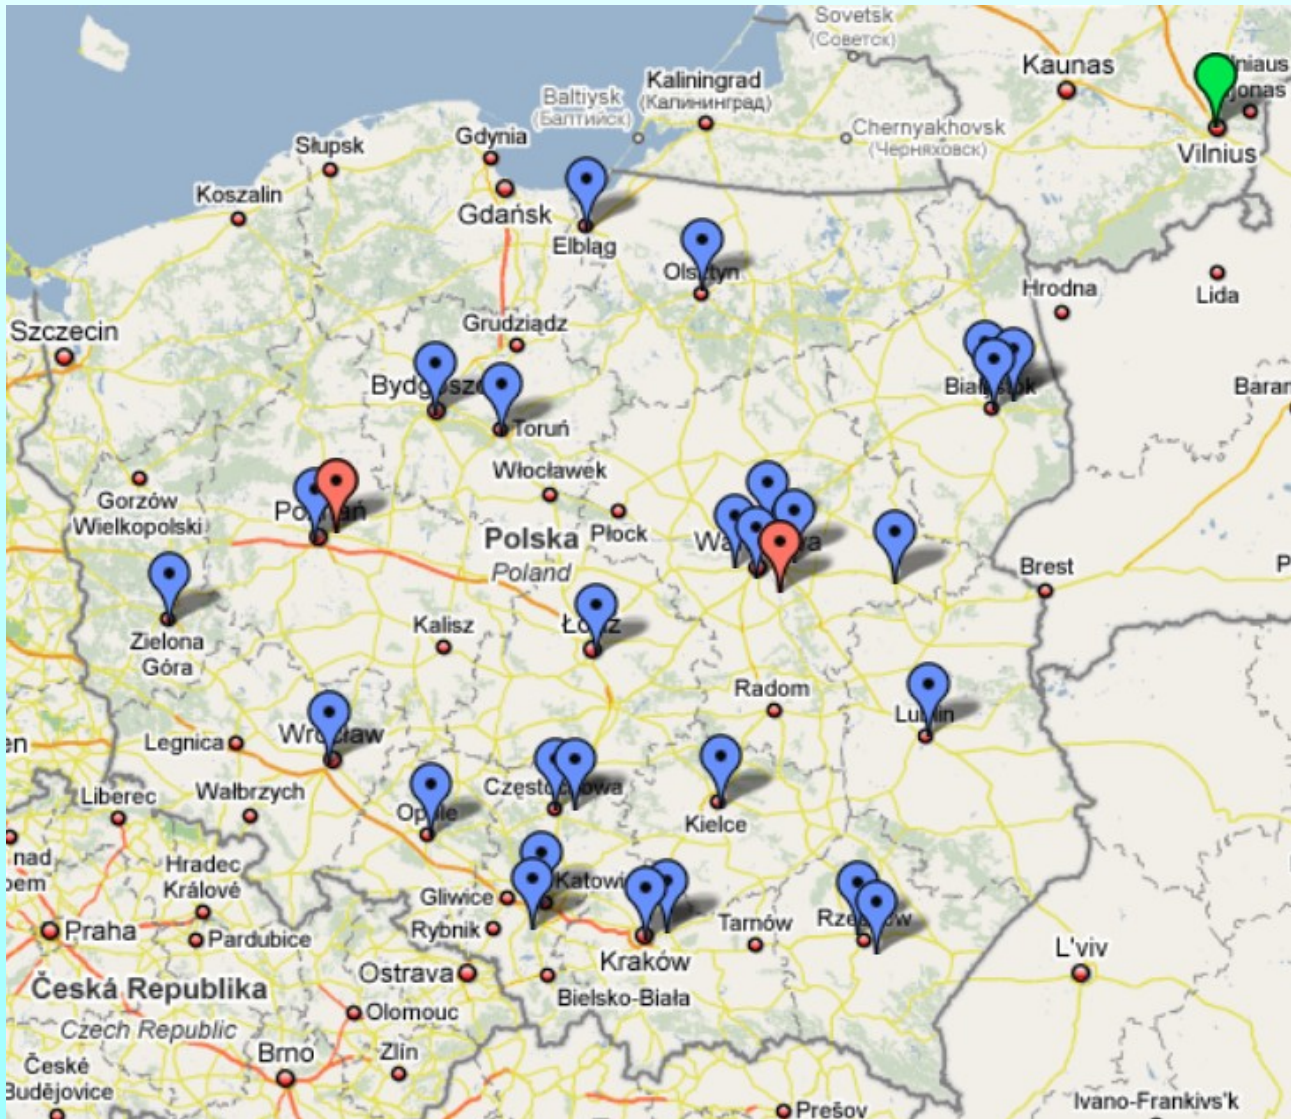 Sovetsk
(Советск)
Kaunas
Kaliningrad
(Калининград)
Baltiysk
(Балтийск)
Chernyakhovsk
(Черняховск)
Vilnius
Gdynia
Słupsk
Koszalin
Gdańsk
Elbląg
Olsztyn
Hrodna
Lida
Szczecin
Grudziądz
Toruń
Włocławek
Płock
Gorzów
Wielkopolski
Polska
Poland
Brest
Zielona
Góra
Kalisz
Radom
Legnica
Liberec
Wałbrzych
Kielce
Hradec
Králové
Gliwice
Rybnik
Tarnów
Praha
Pardubice
Ostrava
Kraków
L'viv
Česká Republika
Czech Republic
Bielsko-Biała
Olomouc
Brno
Zlín
České
Budějovice
Ivano-Frankivs'k
Prešov